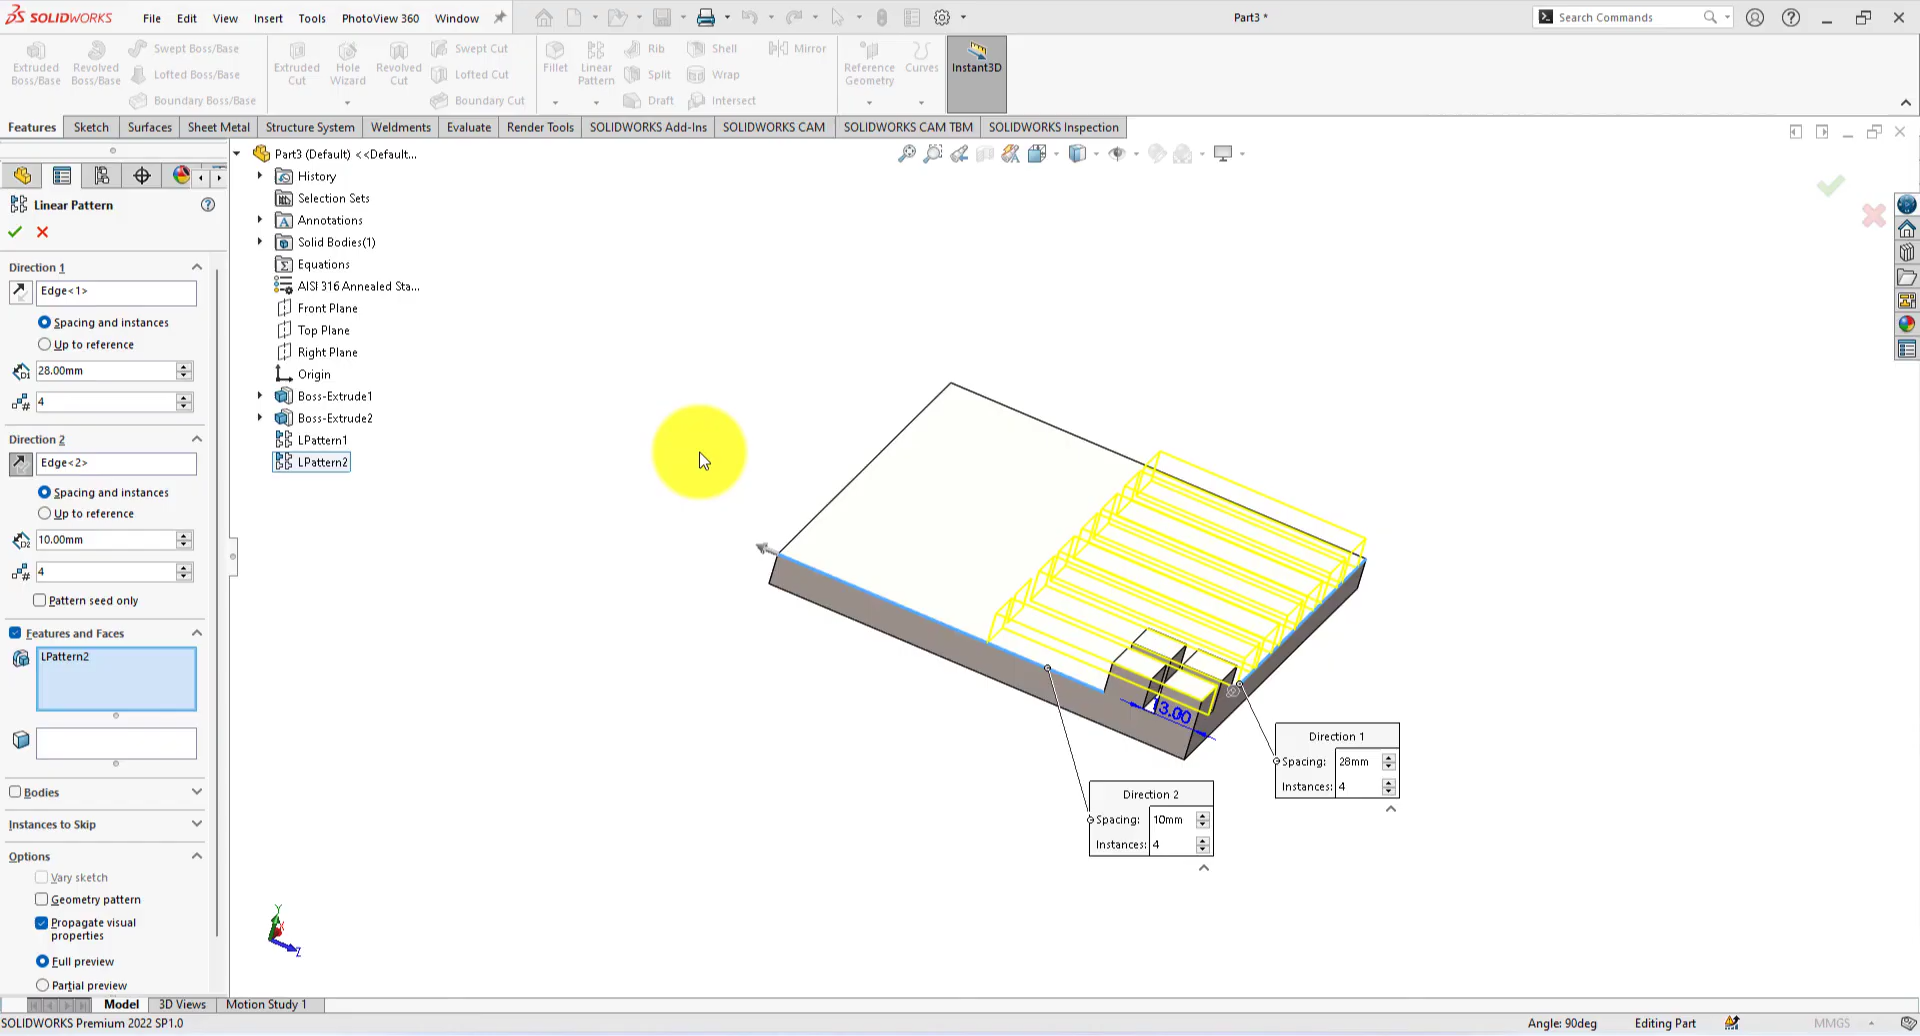 SOLIDWORKS File Edit View Insert Tools PhotoView 360 Window
Part3 *
Search Commands
Extruded Boss/Base
Revolved Boss/Base
Swept Boss/Base
Lofted Boss/Base
Boundary Boss/Base
Extruded Cut
Hole Wizard
Revolved Cut
Swept Cut
Lofted Cut
Boundary Cut
Fillet
Linear Pattern
Rib
Split
Draft
Shell
Wrap
Intersect
Mirror
Reference Geometry
Curves
Instant3D
Features Sketch Surfaces Sheet Metal Structure System Weldments Evaluate Render Tools SOLIDWORKS Add-Ins SOLIDWORKS CAM SOLIDWORKS CAM TBM SOLIDWORKS Inspection
Linear Pattern
Direction 1
Edge<1>
Spacing and instances
Up to reference
28.00mm
4
Direction 2
Edge<2>
Spacing and instances
Up to reference
10.00mm
4
Pattern seed only
Features and Faces
LPattern2
Bodies
Instances to Skip
Options
Vary sketch
Geometry pattern
Propagate visual
properties
Full preview
Partial preview
Part3 (Default) <<Default...
History
Selection Sets
Annotations
Solid Bodies(1)
Equations
AISI 316 Annealed Sta...
Front Plane
Top Plane
Right Plane
Origin
Boss-Extrude1
Boss-Extrude2
LPattern1
LPattern2
13.00
Direction 1
Spacing: 28mm
Instances: 4
Direction 2
Spacing: 10mm
Instances: 4
Y
X
Z
Model 3D Views Motion Study 1
SOLIDWORKS Premium 2022 SP1.0
Angle: 90deg Editing Part MMGS